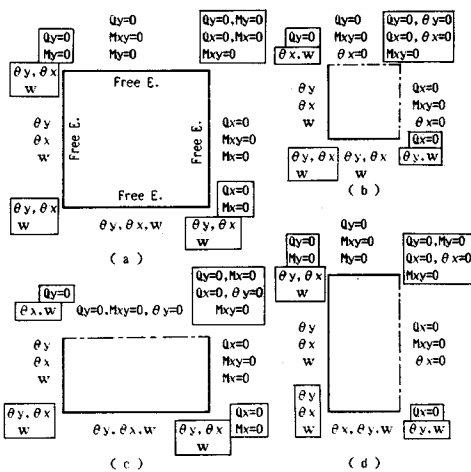 Qy=0
Mxy=0
My=0
Qy=0
My=0
θy,θx
W
Qy=0,My=0
Qx=0,Mx=0
Mxy=0
Free E.
Free E.
Free E.
Free E.
θy
θx
W
Qx=0
Mxy=0
Mx=0
θy,θx
W
θy,θx,W
Qx=0
Mx=0
θy,θx
W
( a )
Qy=0
Mxy=0
θx=0
Qy=0
θx,W
Qy=0,θy=0
Qx=0,θx=0
Mxy=0
θy
θx
W
Qx=0
Mxy=0
θx=0
θy,θx
W
θy,θx
W
Qx=0
θy,W
( b )
Qy=0
θx,W
Qy=0,Mxy=0,θy=0
Qy=0,Mx=0
Qx=0,θy=0
Mxy=0
θy
θx
W
Qx=0
Mxy=0
Mx=0
θy,θx
W
θy,θx,W
Qx=0
Mx=0
θy,θx
W
( c )
Qy=0
Mxy=0
My=0
Qy=0
My=0
θy,θx
W
Qy=0,My=0
Qx=0,θx=0
Mxy=0
θy
θx
W
Qx=0
Mxy=0
θx=0
θy
θx
W
θx,θy,W
Qx=0
θy,W
( d )